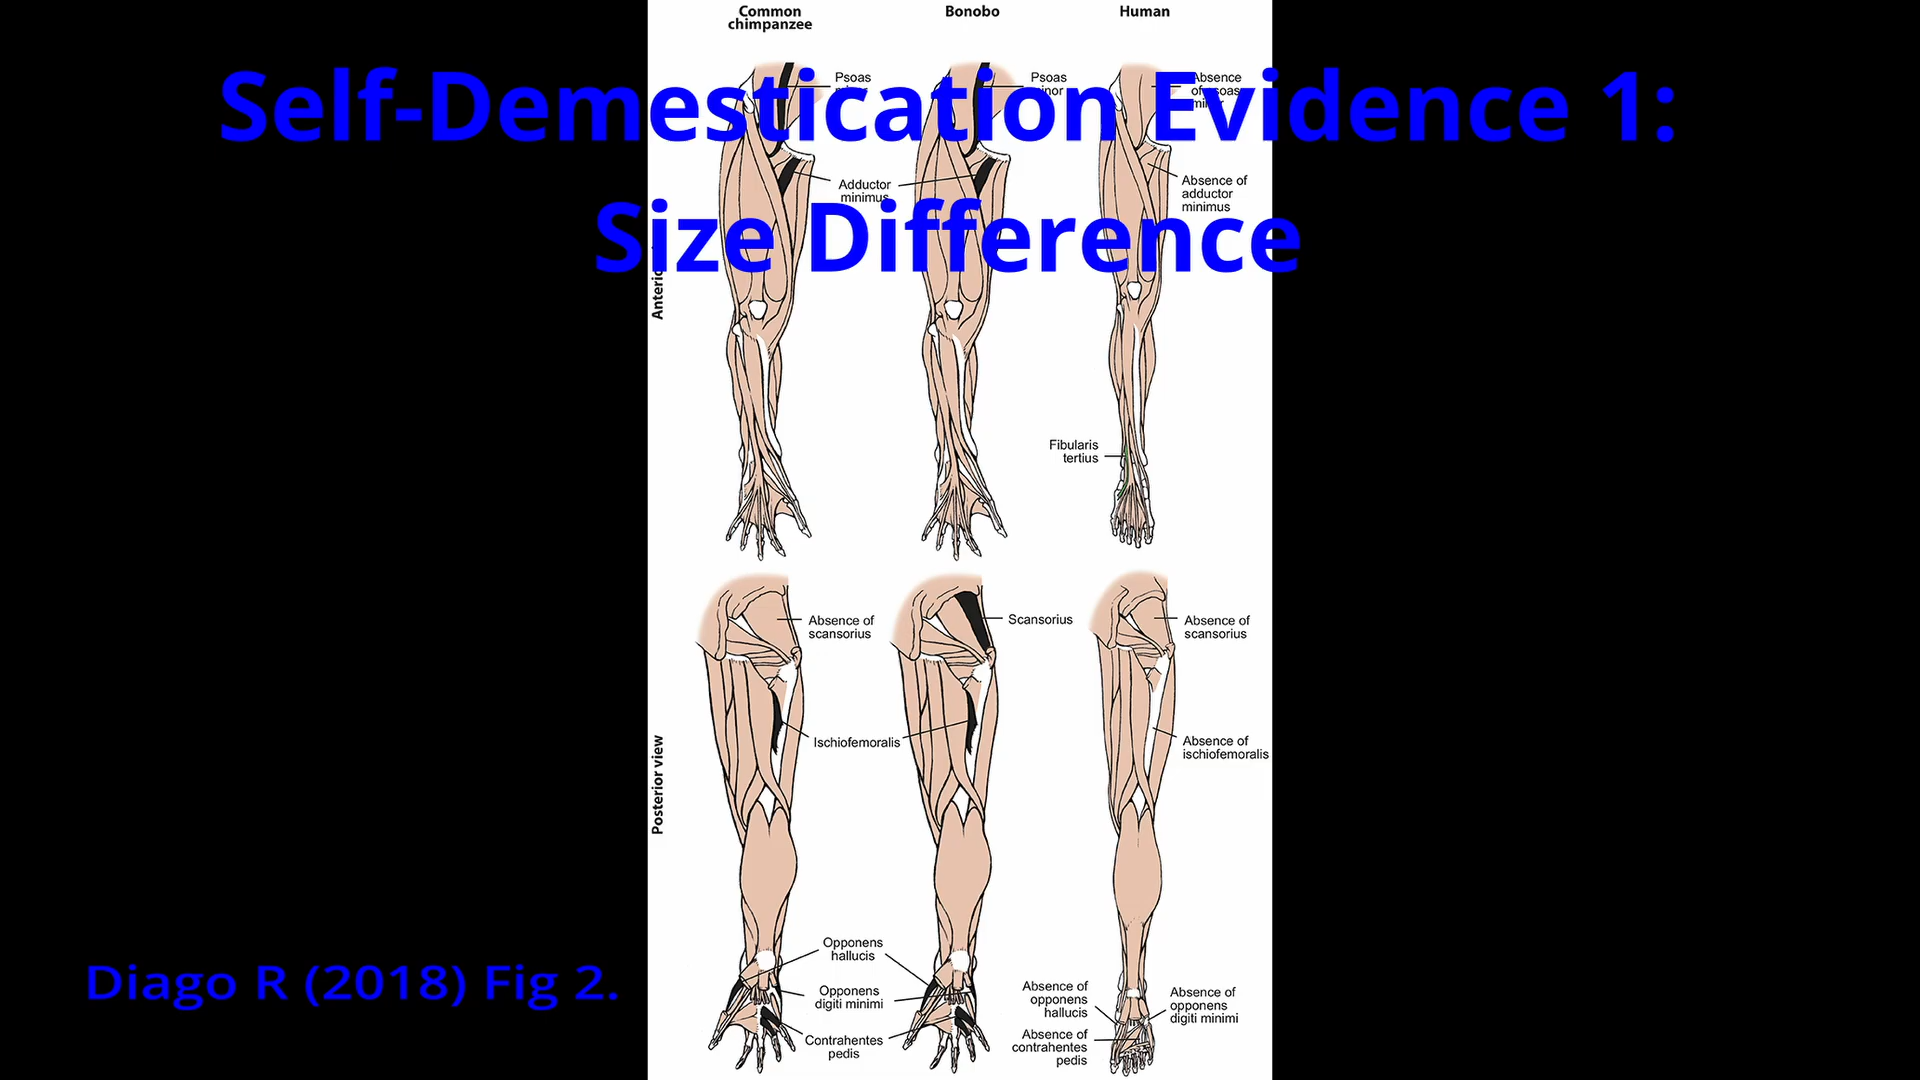 Common
chimpanzee
Bonobo
Human
Self-Demestication Evidence 1:
Size Difference
Psoas
Psoas
Absence
Adductor
minimus
Absence of
adductor
minimus
Fibularis
tertius
Absence of
scansorius
Scansorius
Absence of
scansorius
Ischiofemoralis
Absence of
ischiofemoralis
Posterior view
Opponens
hallucis
Opponens
digiti minimi
Contrahentes
pedis
Absence of
opponens
hallucis
Absence of
contrahentes
pedis
Absence of
opponens
digiti minimi
Diago R (2018) Fig 2.